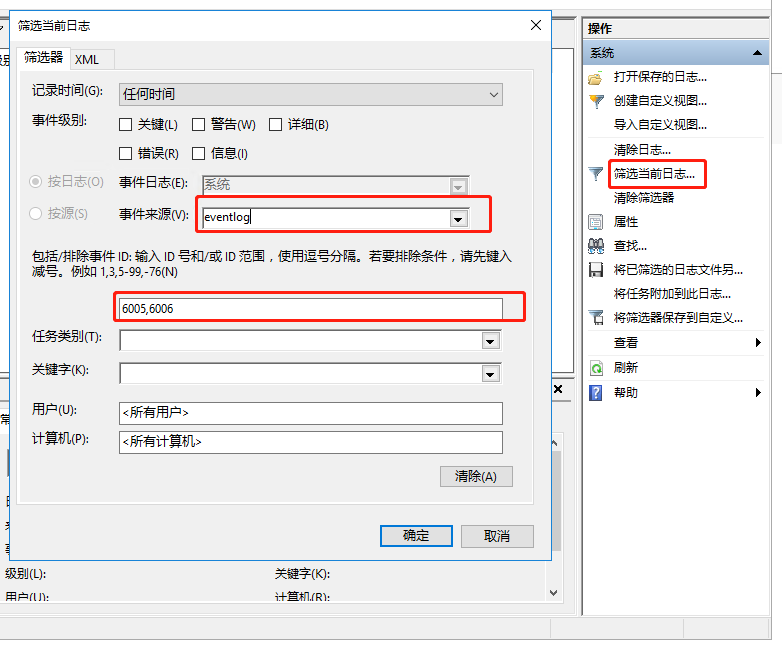 筛选当前日志
筛选器
XML
记录时间(G):
任何时间
事件级别:
关键(L)
警告(W)
详细(B)
错误(R)
信息(I)
按日志(O)
事件日志(E):
系统
按源(S)
事件来源(V):
eventlog
包括/排除事件 ID: 输入 ID 号和/或 ID 范围，使用逗号分隔。若要排除条件，请先键入
减号。例如 1,3,5-99,-76(N)
6005,6006
任务类别(T):
关键字(K):
用户(U):
<所有用户>
计算机(P):
<所有计算机>
清除(A)
确定
取消
级别(L):
关键字(K):
用户(U):
计算机(R):
操作
系统
打开保存的日志...
创建自定义视图...
导入自定义视图...
清除日志...
筛选当前日志...
清除筛选器
属性
查找...
将已筛选的日志文件另...
将任务附加到此日志...
将筛选器保存到自定义...
查看
刷新
帮助